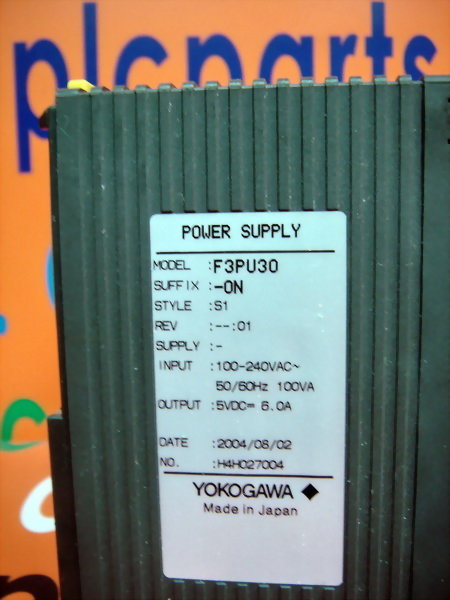 plcparts
POWER SUPPLY
MODEL :F3PU30
SUFFIX :-0N
STYLE :S1
REV :--:01
SUPPLY :-
INPUT :100-240VAC~
50/60Hz 100VA
OUTPUT :5VDC⎓ 6.0A
DATE :2004/08/02
NO. :H4H027004
YOKOGAWA ◆
Made in Japan